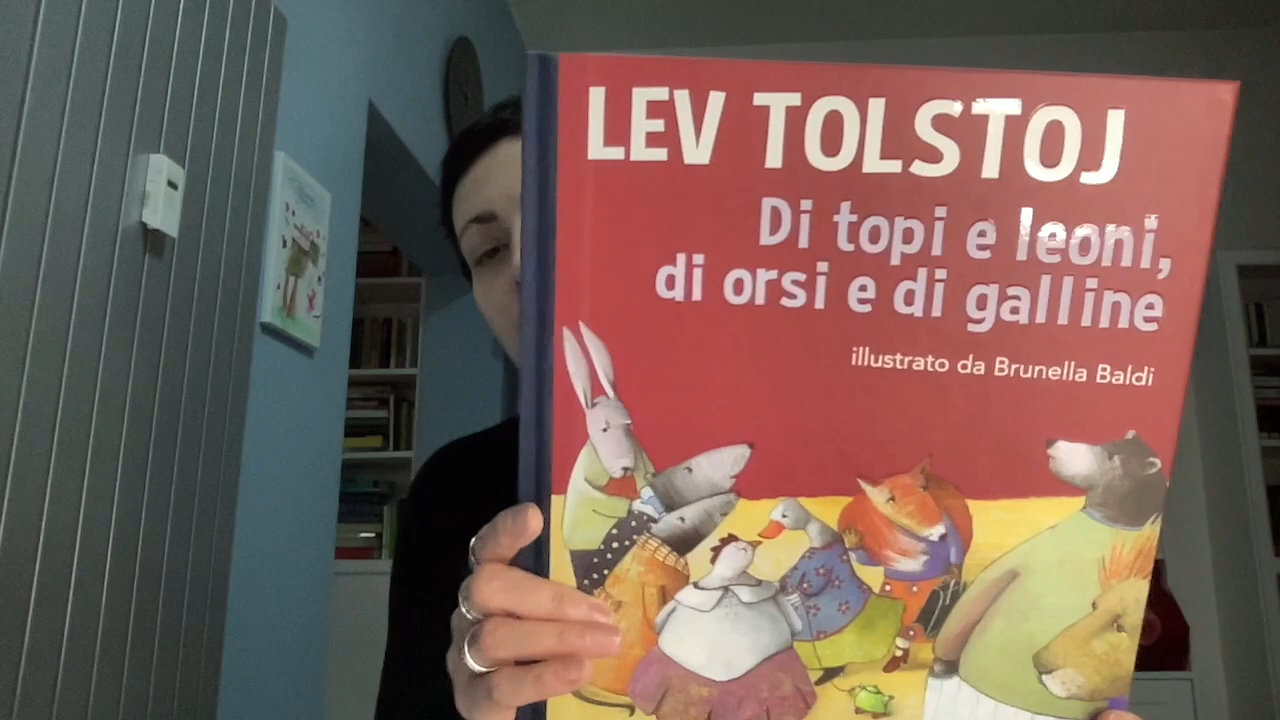 LEV TOLSTOJ
Di topi e leoni,
di orsi e di galline
illustrato da Brunella Baldi